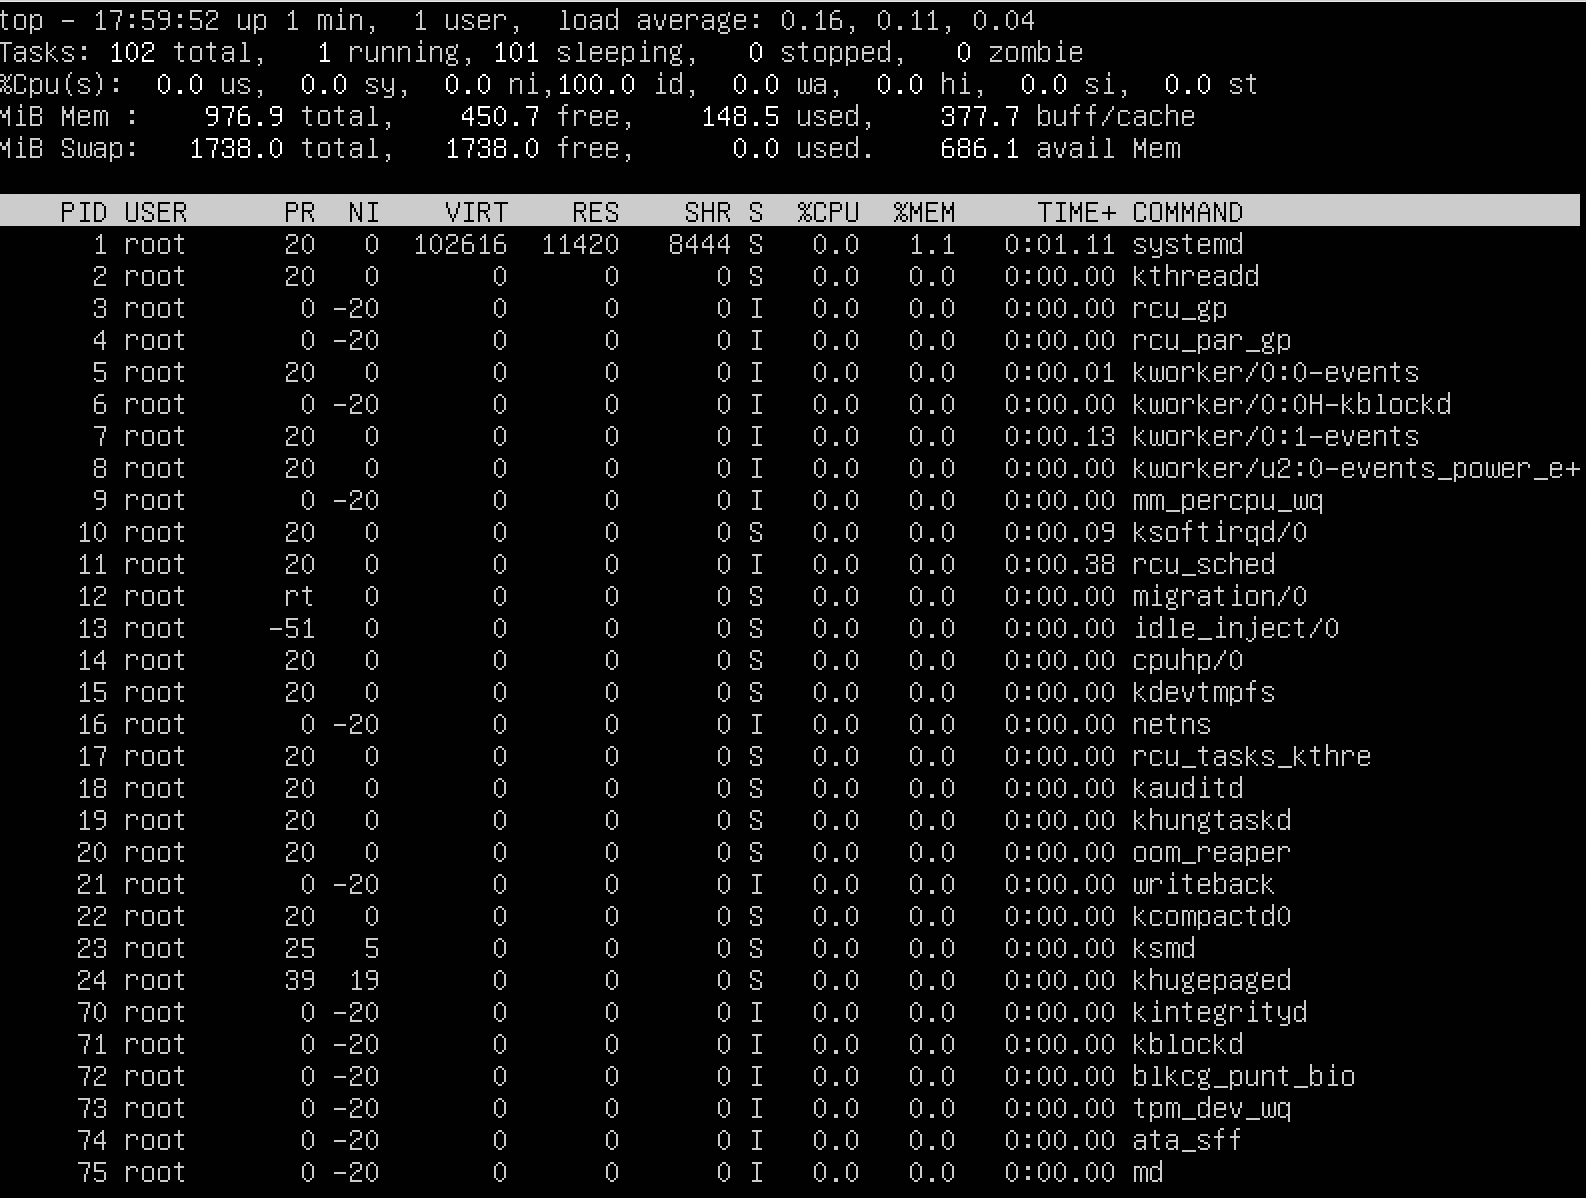 top - 17:59:52 up 1 min,  1 user,  load average: 0.16, 0.11, 0.04
Tasks: 102 total,   1 running, 101 sleeping,   0 stopped,   0 zombie
%Cpu(s):  0.0 us,  0.0 sy,  0.0 ni,100.0 id,  0.0 wa,  0.0 hi,  0.0 si,  0.0 st
MiB Mem :    976.9 total,    450.7 free,    148.5 used,    377.7 buff/cache
MiB Swap:   1738.0 total,   1738.0 free,      0.0 used.    686.1 avail Mem
PID USER      PR  NI    VIRT    RES    SHR S  %CPU  %MEM     TIME+ COMMAND
1 root      20   0  102616  11420   8444 S   0.0   1.1   0:01.11 systemd
2 root      20   0       0      0      0 S   0.0   0.0   0:00.00 kthreadd
3 root       0 -20       0      0      0 I   0.0   0.0   0:00.00 rcu_gp
4 root       0 -20       0      0      0 I   0.0   0.0   0:00.00 rcu_par_gp
5 root      20   0       0      0      0 I   0.0   0.0   0:00.01 kworker/0:0-events
6 root       0 -20       0      0      0 I   0.0   0.0   0:00.00 kworker/0:0H-kblockd
7 root      20   0       0      0      0 I   0.0   0.0   0:00.13 kworker/0:1-events
8 root      20   0       0      0      0 I   0.0   0.0   0:00.00 kworker/u2:0-events_power_e+
9 root       0 -20       0      0      0 I   0.0   0.0   0:00.00 mm_percpu_wq
10 root      20   0       0      0      0 S   0.0   0.0   0:00.09 ksoftirqd/0
11 root      20   0       0      0      0 I   0.0   0.0   0:00.38 rcu_sched
12 root      rt   0       0      0      0 S   0.0   0.0   0:00.00 migration/0
13 root     -51   0       0      0      0 S   0.0   0.0   0:00.00 idle_inject/0
14 root      20   0       0      0      0 S   0.0   0.0   0:00.00 cpuhp/0
15 root      20   0       0      0      0 S   0.0   0.0   0:00.00 kdevtmpfs
16 root       0 -20       0      0      0 I   0.0   0.0   0:00.00 netns
17 root      20   0       0      0      0 S   0.0   0.0   0:00.00 rcu_tasks_kthre
18 root      20   0       0      0      0 S   0.0   0.0   0:00.00 kauditd
19 root      20   0       0      0      0 S   0.0   0.0   0:00.00 khungtaskd
20 root      20   0       0      0      0 S   0.0   0.0   0:00.00 oom_reaper
21 root       0 -20       0      0      0 I   0.0   0.0   0:00.00 writeback
22 root      20   0       0      0      0 S   0.0   0.0   0:00.00 kcompactd0
23 root      25   5       0      0      0 S   0.0   0.0   0:00.00 ksmd
24 root      39  19       0      0      0 S   0.0   0.0   0:00.00 khugepaged
70 root       0 -20       0      0      0 I   0.0   0.0   0:00.00 kintegrityd
71 root       0 -20       0      0      0 I   0.0   0.0   0:00.00 kblockd
72 root       0 -20       0      0      0 I   0.0   0.0   0:00.00 blkcg_punt_bio
73 root       0 -20       0      0      0 I   0.0   0.0   0:00.00 tpm_dev_wq
74 root       0 -20       0      0      0 I   0.0   0.0   0:00.00 ata_sff
75 root       0 -20       0      0      0 I   0.0   0.0   0:00.00 md